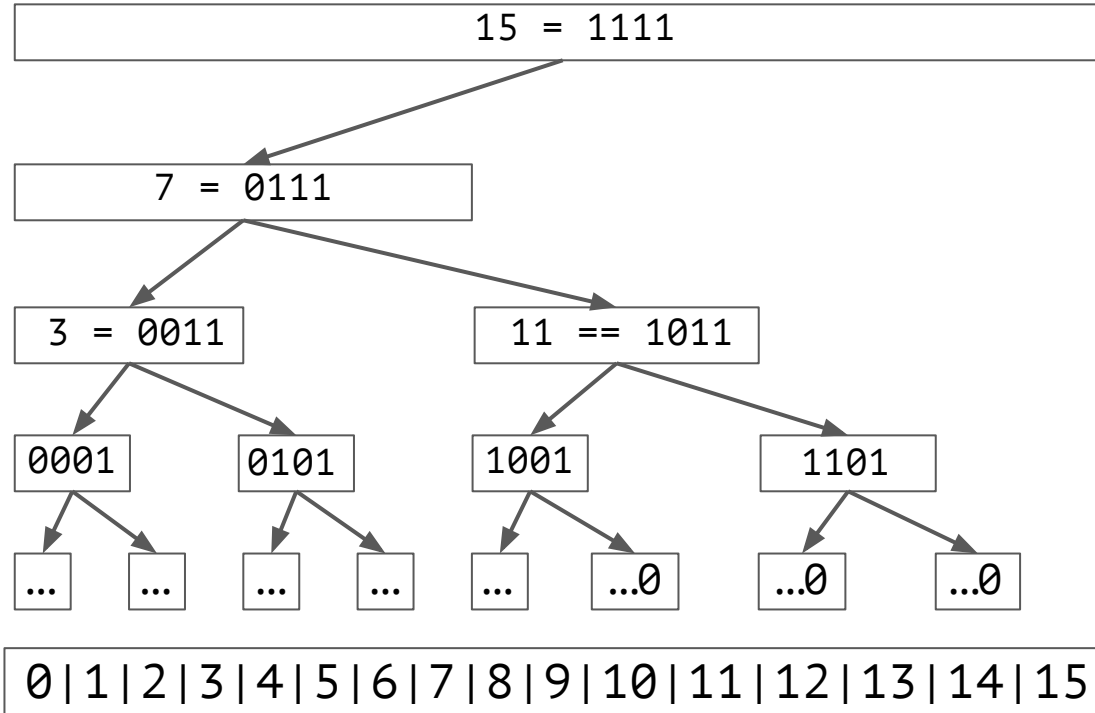 15 = 1111
7 = 0111
3 = 0011 11 == 1011
0001 0101 1001 1101
... ... ... ... ... ...0 ...0 ...0
0|1|2|3|4|5|6|7|8|9|10|11|12|13|14|15